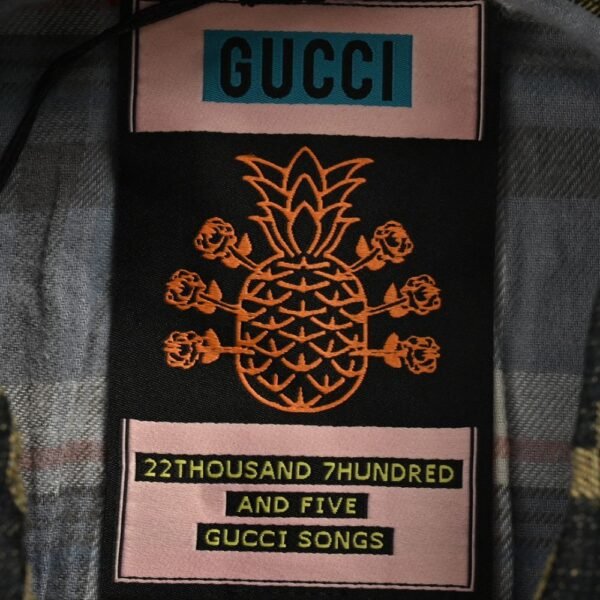 GUCCI
22THOUSAND 7HUNDRED
AND FIVE
GUCCI SONGS